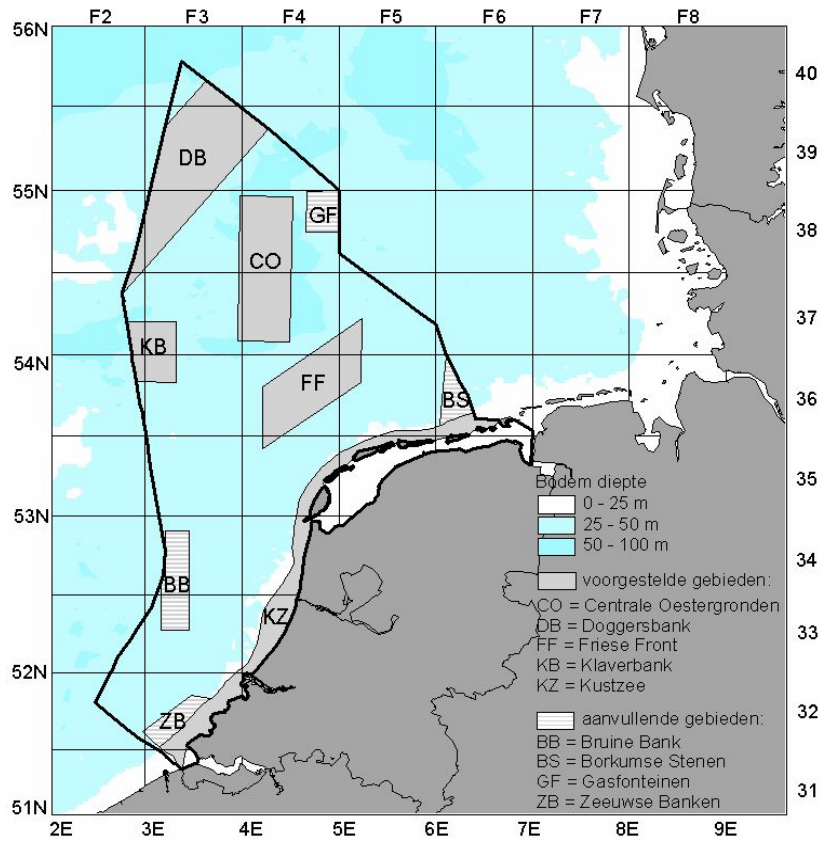 F2 F3 F4 F5 F6 F7 F8
56N
40
39
DB
55N
GF
38
CO
37
KB
54N
FF
BS
36
35
Bodem diepte
0 - 25 m
53N
25 - 50 m
50 - 100 m
34
BB
voorgestelde gebieden:
CO = Centrale Oestergronden
KZ
DB = Doggersbank
33
FF = Friese Front
52N
KB = Klaverbank
KZ = Kustzee
32
ZB
aanvullende gebieden:
BB = Bruine Bank
BS = Borkumse Stenen
GF = Gasfonteinen
31
51N
ZB = Zeeuwse Banken
2E 3E 4E 5E 6E 7E 8E 9E